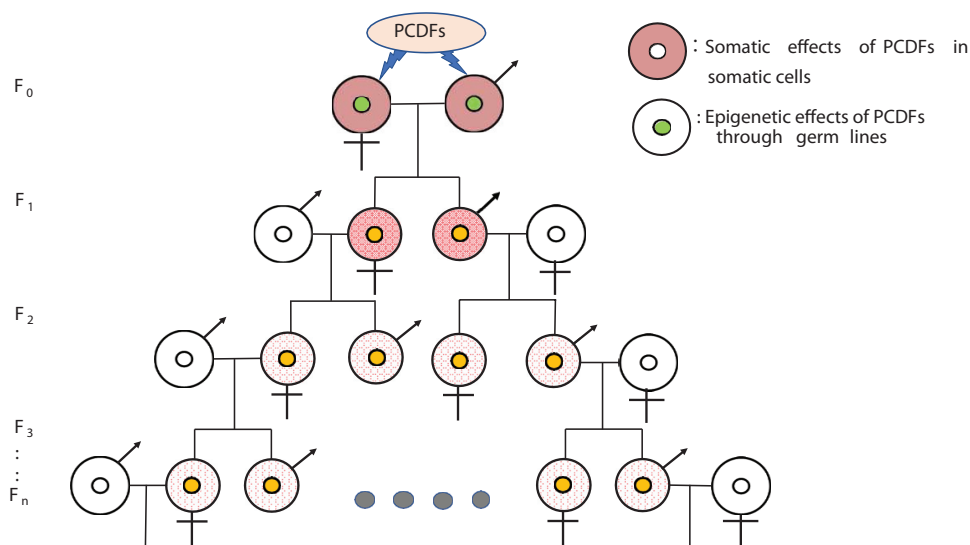 PCDFs
: Somatic effects of PCDFs in
somatic cells
: Epigenetic effects of PCDFs
through germ lines
F0
F1
F2
F3
:
:
Fn